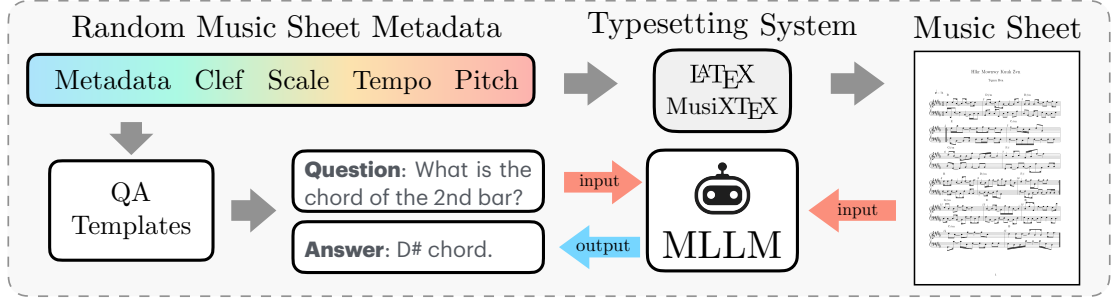 Random Music Sheet Metadata
Typesetting System
Music Sheet
Metadata Clef Scale Tempo Pitch
LATEX
MusiXTEX
QA
Templates
Question: What is the
chord of the 2nd bar?
Answer: D# chord.
input
output
MLLM
input